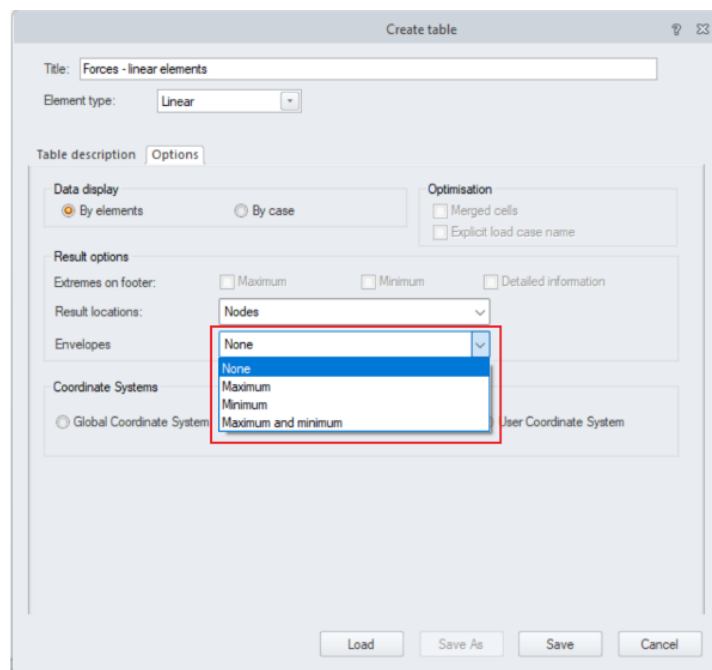 Create table
Title: Forces - linear elements
Element type: Linear
Table description Options
Data display
By elements By case
Optimisation
Merged cells
Explicit load case name
Result options
Extremes on footer: Maximum Minimum Detailed information
Result locations: Nodes
Envelopes None
None
Maximum
Minimum
Maximum and minimum
Coordinate Systems
Global Coordinate System User Coordinate System
Load Save As Save Cancel